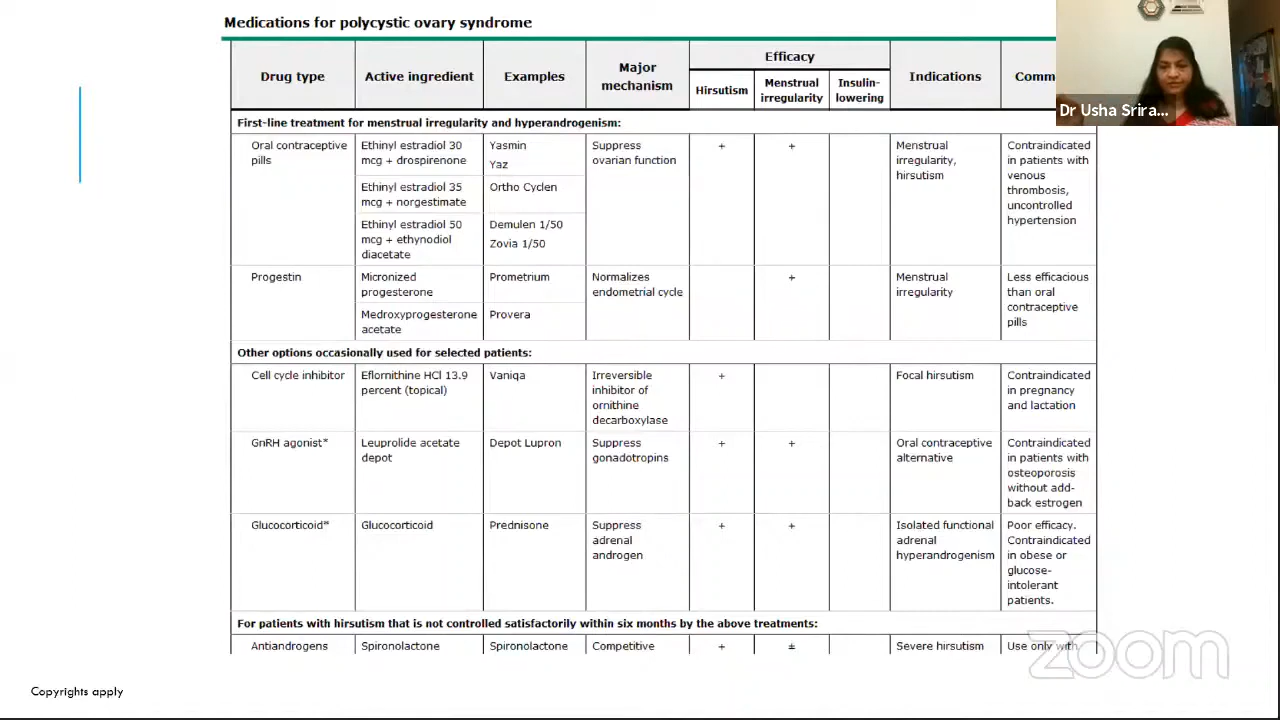 Medications for polycystic ovary syndrome
Drug type
Active ingredient
Examples
Major
mechanism
Efficacy
Hirsutism
Menstrual
irregularity
Insulin-
lowering
Indications
Comm
Dr Usha Srira...
First-line treatment for menstrual irregularity and hyperandrogenism:
Oral contraceptive
pills
Ethinyl estradiol 30
mcg + drospirenone
Yasmin
Yaz
Ethinyl estradiol 35
mcg + norgestimate
Ortho Cyclen
Ethinyl estradiol 50
mcg + ethynodiol
diacetate
Demulen 1/50
Zovia 1/50
Suppress
ovarian function
+
+
Menstrual
irregularity,
hirsutism
Contraindicated
in patients with
venous
thrombosis,
uncontrolled
hypertension
Progestin
Micronized
progesterone
Prometrium
Medroxyprogesterone
acetate
Provera
Normalizes
endometrial cycle
+
Menstrual
irregularity
Less efficacious
than oral
contraceptive
pills
Other options occasionally used for selected patients:
Cell cycle inhibitor
Eflornithine HCl 13.9
percent (topical)
Vaniqa
Irreversible
inhibitor of
ornithine
decarboxylase
+
Focal hirsutism
Contraindicated
in pregnancy
and lactation
GnRH agonist*
Leuprolide acetate
depot
Depot Lupron
Suppress
gonadotropins
+
+
Oral contraceptive
alternative
Contraindicated
in patients with
osteoporosis
without add-
back estrogen
Glucocorticoid*
Glucocorticoid
Prednisone
Suppress
adrenal
androgen
+
+
Isolated functional
adrenal
hyperandrogenism
Poor efficacy.
Contraindicated
in obese or
glucose-
intolerant
patients.
For patients with hirsutism that is not controlled satisfactorily within six months by the above treatments:
Antiandrogens
Spironolactone
Spironolactone
Competitive
+
±
Severe hirsutism
Use only with
zoom
Copyrights apply